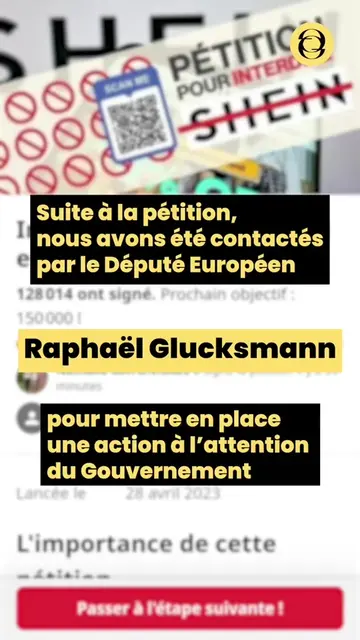 SHEIN
SCAN ME
PÉTITION
POUR INTERDIRE
SHEIN
Suite à la pétition,
nous avons été contactés
par le Député Européen
128 014 ont signé. Prochain objectif :
150 000 !
Raphaël Glucksmann
minutes
pour mettre en place
une action à l'attention
du Gouvernement
Lancée le 28 avril 2023
L'importance de cette
pétition
Passer à l'étape suivante !